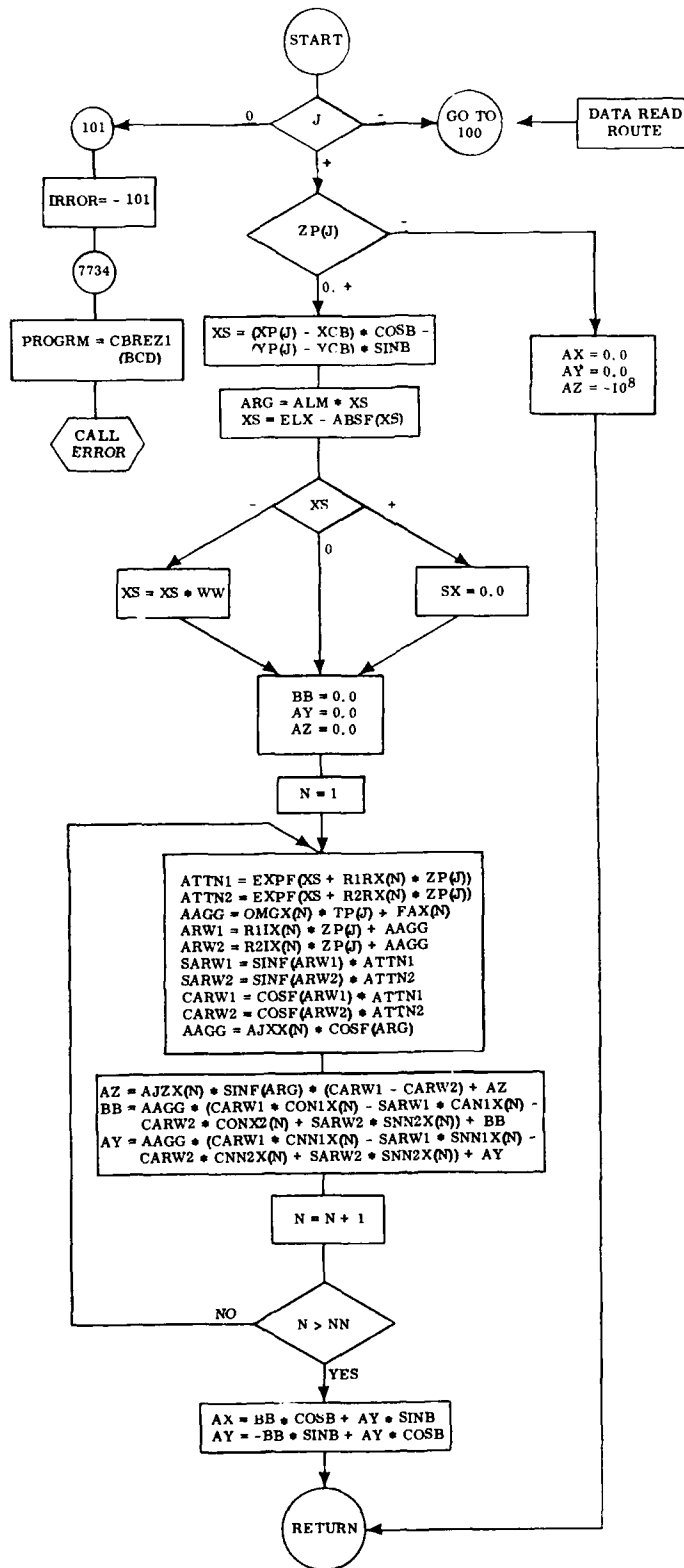 START
101
0
J
-
GO TO
100
DATA READ
ROUTE
+
IRROR= - 101
ZP(J)
-
7734
0. +
PROGRM = CBREZ1
(BCD)
XS = (XP(J) - XCB) * COSB -
(YP(J) - YCB) * SINB
AX = 0.0
AY = 0.0
AZ = -10⁸
ARG = ALM * XS
XS = ELX - ABSF(XS)
CALL
ERROR
-
XS
+
0
XS = XS * WW
SX = 0.0
BB = 0.0
AY = 0.0
AZ = 0.0
N = 1
ATTN1 = EXPF(XS + R1RX(N) * ZP(J))
ATTN2 = EXPF(XS + R2RX(N) * ZP(J))
AAGG = OMGX(N) * TP(J) + FAX(N)
ARW1 = R1IX(N) * ZP(J) + AAGG
ARW2 = R2IX(N) * ZP(J) + AAGG
SARW1 = SINF(ARW1) * ATTN1
SARW2 = SINF(ARW2) * ATTN2
CARW1 = COSF(ARW1) * ATTN1
CARW2 = COSF(ARW2) * ATTN2
AAGG = AJXX(N) * COSF(ARG)
AZ = AJZX(N) * SINF(ARG) * (CARW1 - CARW2) + AZ
BB = AAGG * (CARW1 * CON1X(N) - SARW1 * CAN1X(N) -
CARW2 * CONX2(N) + SARW2 * SNN2X(N)) + BB
AY = AAGG * (CARW1 * CNN1X(N) - SARW1 * SNN1X(N) -
CARW2 * CNN2X(N) + SARW2 * SNN2X(N)) + AY
N = N + 1
NO
N > NN
YES
AX = BB * COSB + AY * SINB
AY = -BB * SINB + AY * COSB
RETURN